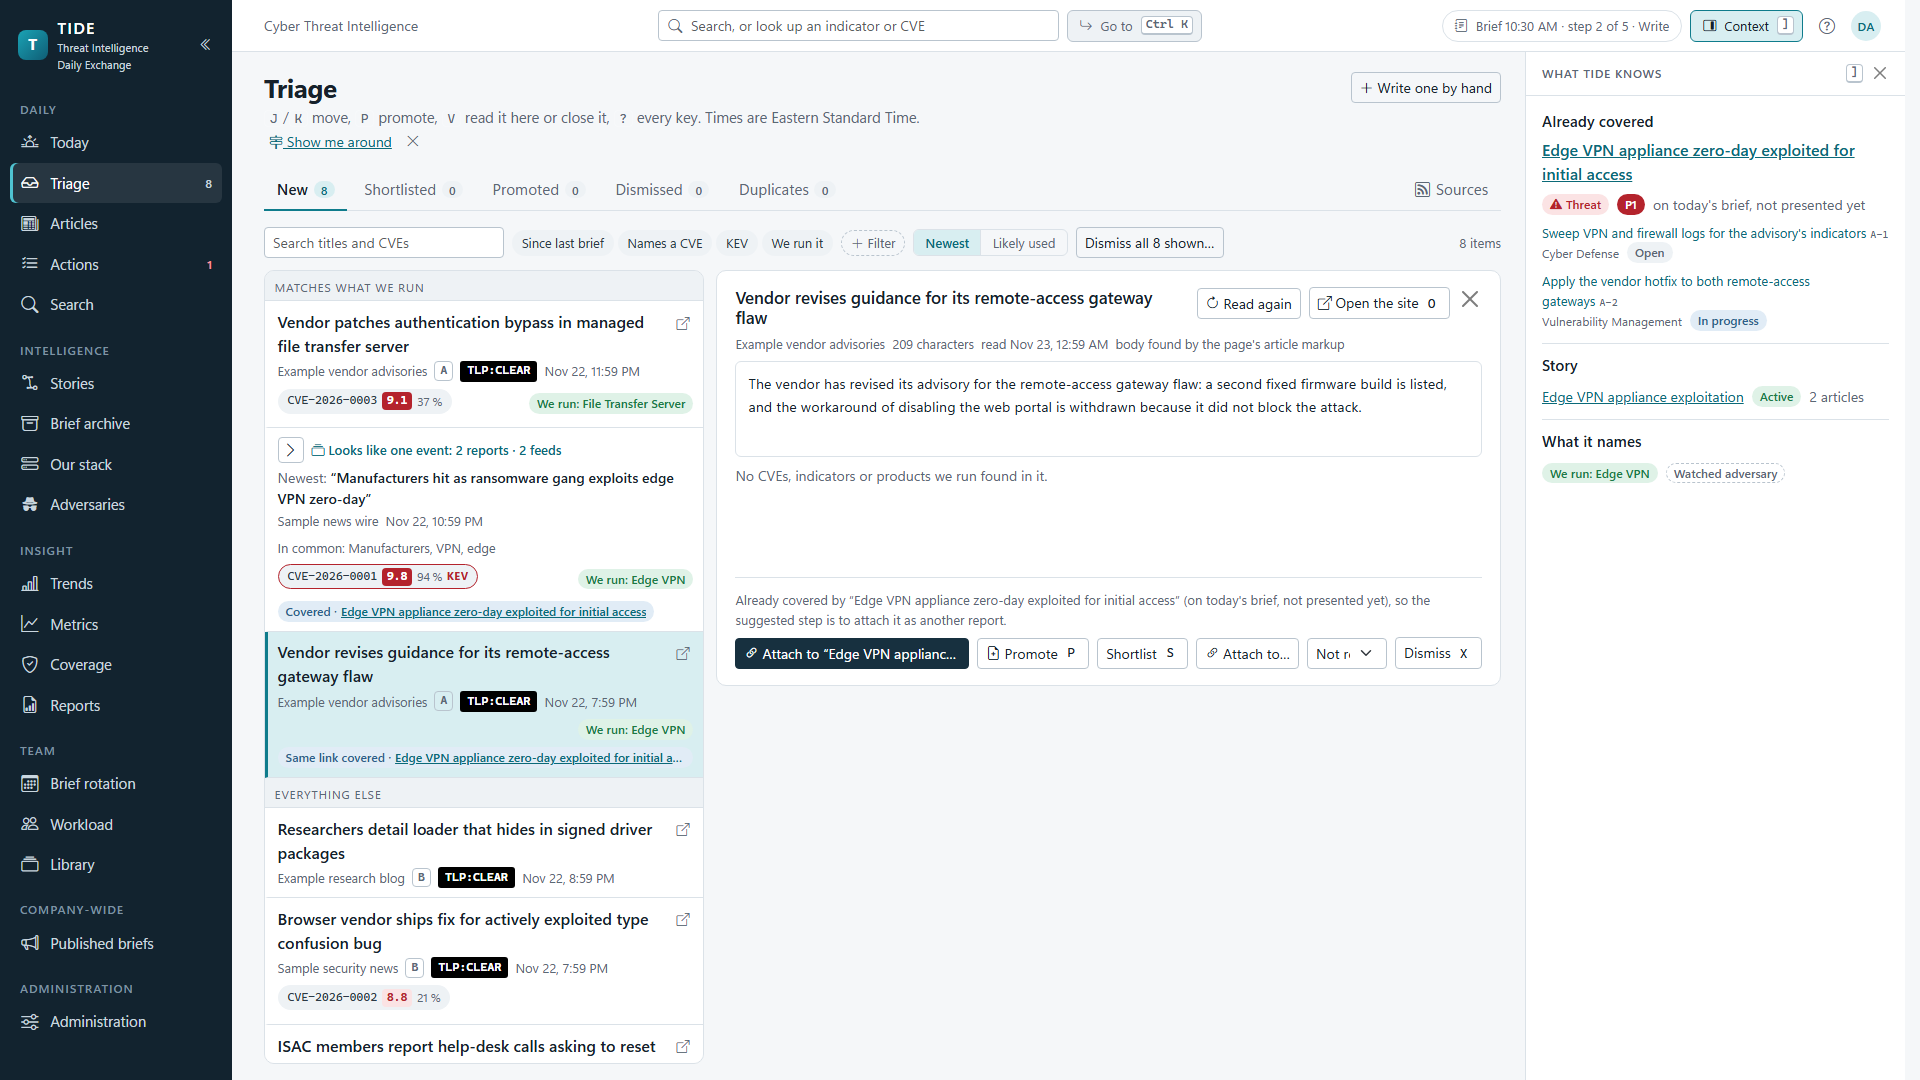 T
TIDE
Threat Intelligence
Daily Exchange
DAILY
Today
Triage
8
Articles
Actions
1
Search
INTELLIGENCE
Stories
Brief archive
Our stack
Adversaries
INSIGHT
Trends
Metrics
Coverage
Reports
TEAM
Brief rotation
Workload
Library
COMPANY-WIDE
Published briefs
ADMINISTRATION
Administration
Cyber Threat Intelligence
Search, or look up an indicator or CVE
Go to Ctrl K
Brief 10:30 AM · step 2 of 5 · Write
Context ]
?
DA
Triage
Write one by hand
J / K move, P promote, V read it here or close it, ? every key. Times are Eastern Standard Time.
Show me around
New 8
Shortlisted 0
Promoted 0
Dismissed 0
Duplicates 0
Sources
Search titles and CVEs
Since last brief
Names a CVE
KEV
We run it
Filter
Newest
Likely used
Dismiss all 8 shown...
8 items
MATCHES WHAT WE RUN
Vendor patches authentication bypass in managed
file transfer server
Example vendor advisories A TLP:CLEAR Nov 22, 11:59 PM
CVE-2026-0003 9.1 37 %
We run: File Transfer Server
Looks like one event: 2 reports · 2 feeds
Newest: “Manufacturers hit as ransomware gang exploits edge
VPN zero-day”
Sample news wire Nov 22, 10:59 PM
In common: Manufacturers, VPN, edge
CVE-2026-0001 9.8 94 % KEV
We run: Edge VPN
Covered · Edge VPN appliance zero-day exploited for initial access
Vendor revises guidance for its remote-access
gateway flaw
Example vendor advisories A TLP:CLEAR Nov 22, 7:59 PM
We run: Edge VPN
Same link covered · Edge VPN appliance zero-day exploited for initial a...
EVERYTHING ELSE
Researchers detail loader that hides in signed driver
packages
Example research blog B TLP:CLEAR Nov 22, 8:59 PM
Browser vendor ships fix for actively exploited type
confusion bug
Sample security news B TLP:CLEAR Nov 22, 7:59 PM
CVE-2026-0002 8.8 21 %
ISAC members report help-desk calls asking to reset
Vendor revises guidance for its remote-access gateway
flaw
Read again
Open the site O
Example vendor advisories 209 characters read Nov 23, 12:59 AM body found by the page's article markup
The vendor has revised its advisory for the remote-access gateway flaw: a second fixed firmware build is listed,
and the workaround of disabling the web portal is withdrawn because it did not block the attack.
No CVEs, indicators or products we run found in it.
Already covered by “Edge VPN appliance zero-day exploited for initial access” (on today's brief, not presented yet), so the
suggested step is to attach it as another report.
Attach to “Edge VPN applianc...
Promote P
Shortlist S
Attach to...
Not r
Dismiss X
WHAT TIDE KNOWS
]
Already covered
Edge VPN appliance zero-day exploited for
initial access
Threat P1 on today's brief, not presented yet
Sweep VPN and firewall logs for the advisory's indicators A-1
Cyber Defense Open
Apply the vendor hotfix to both remote-access
gateways A-2
Vulnerability Management In progress
Story
Edge VPN appliance exploitation Active 2 articles
What it names
We run: Edge VPN
Watched adversary